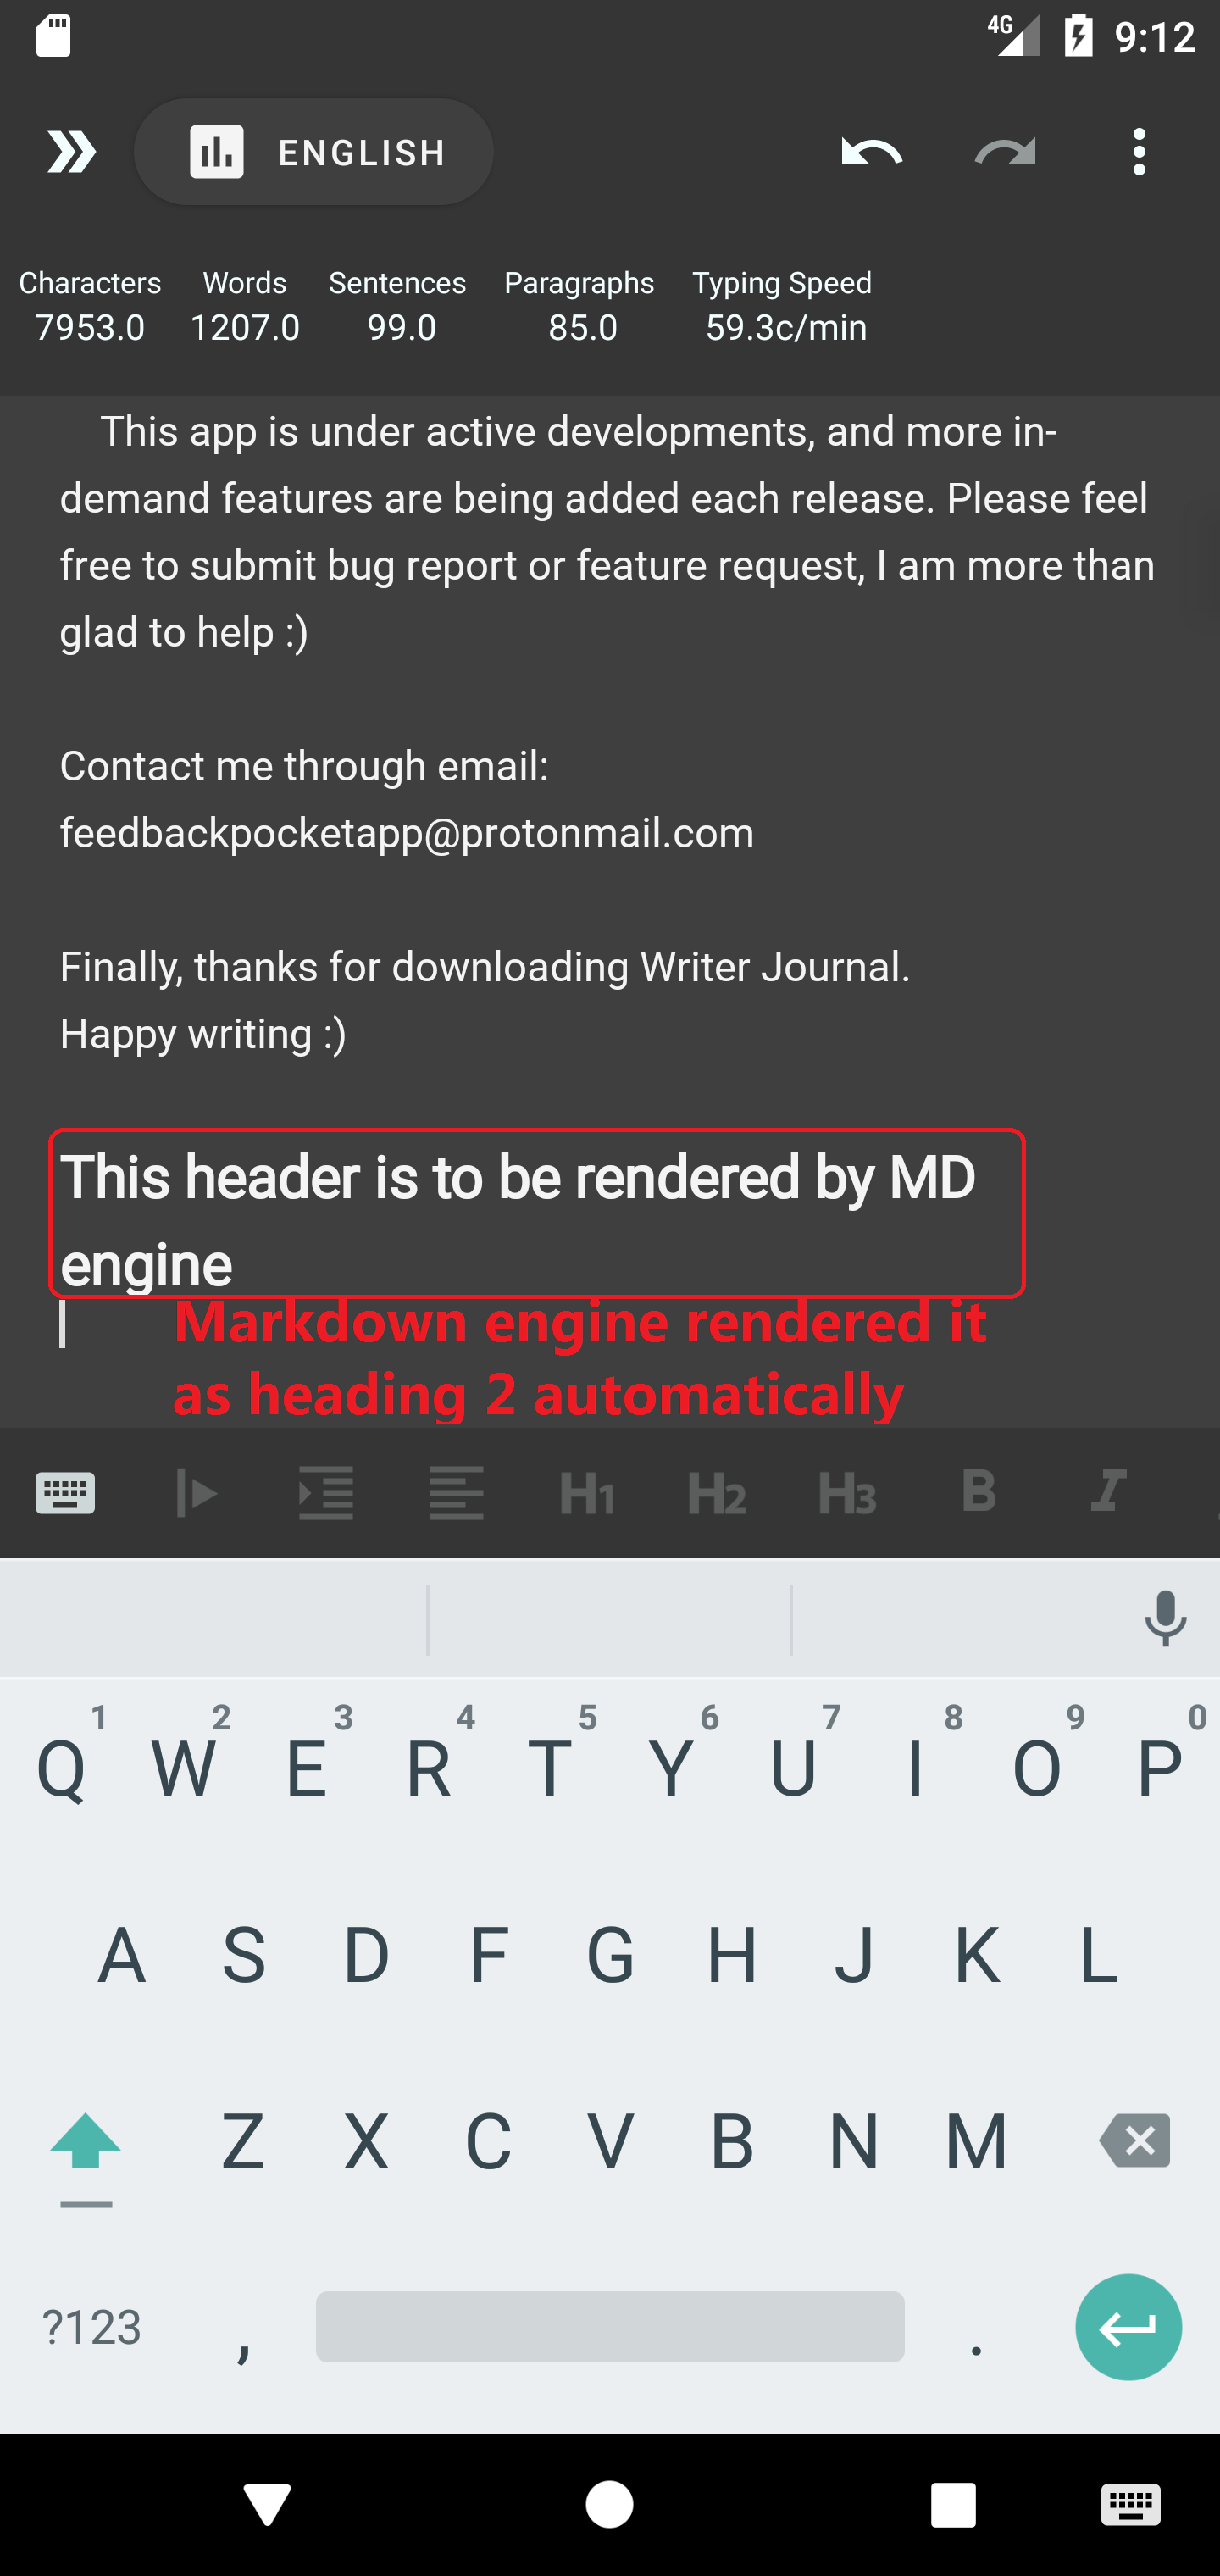 4G 9:12
ENGLISH
Characters Words Sentences Paragraphs Typing Speed
7953.0 1207.0 99.0 85.0 59.3c/min
This app is under active developments, and more in-
demand features are being added each release. Please feel
free to submit bug report or feature request, I am more than
glad to help :)
Contact me through email:
feedbackpocketapp@protonmail.com
Finally, thanks for downloading Writer Journal.
Happy writing :)
This header is to be rendered by MD
engine
Markdown engine rendered it
as heading 2 automatically
H1 H2 H3 B I
1 2 3 4 5 6 7 8 9 0
Q W E R T Y U I O P
A S D F G H J K L
Z X C V B N M
?123 , .